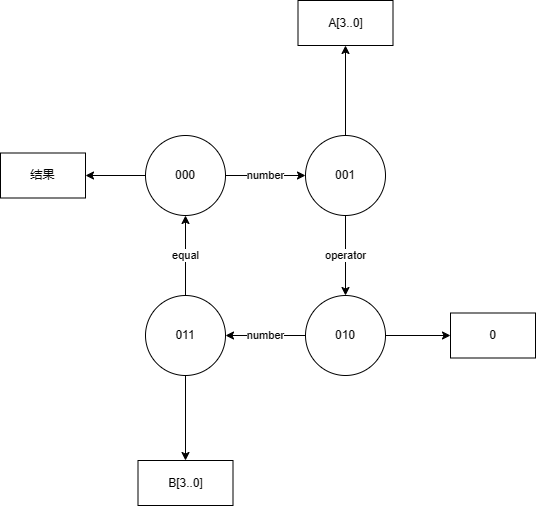 A[3..0]
结果
000
number
001
equal
operator
011
number
010
0
B[3..0]